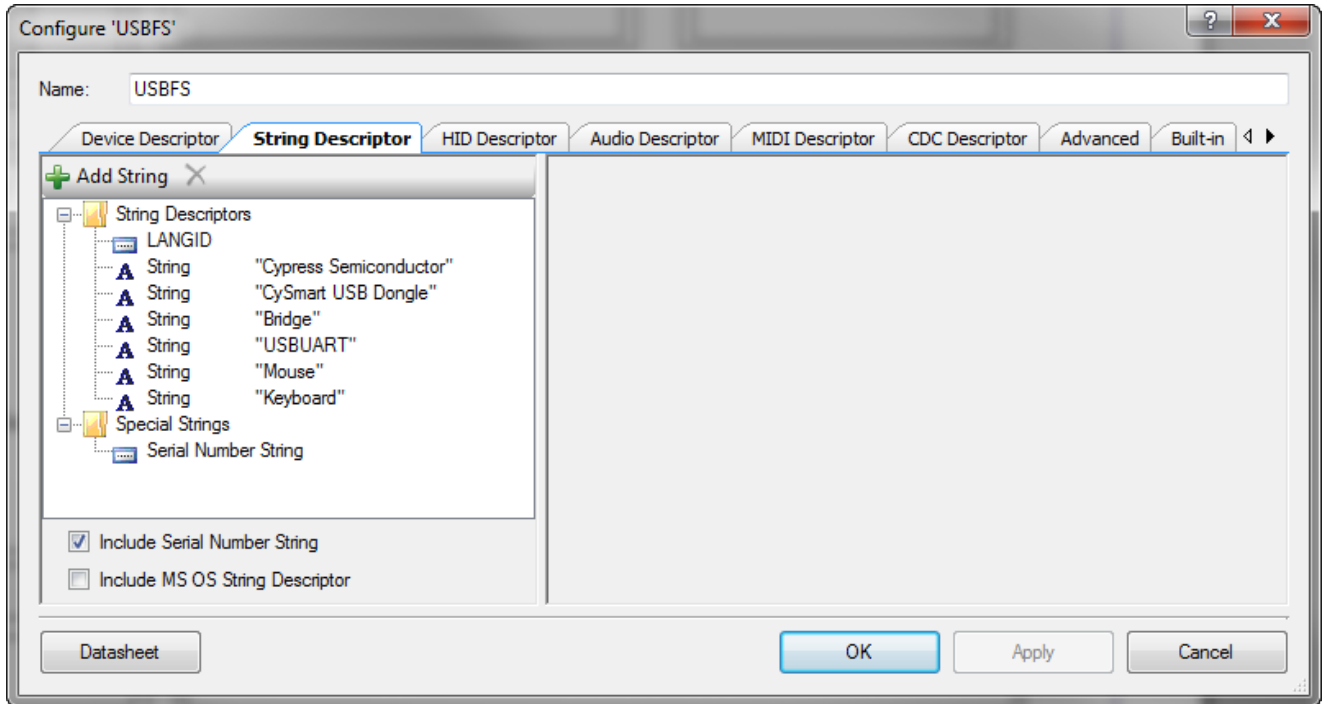 Configure 'USBFS'
Name: USBFS
Device Descriptor String Descriptor HID Descriptor Audio Descriptor MIDI Descriptor CDC Descriptor Advanced Built-in
Add String
String Descriptors
LANGID
String "Cypress Semiconductor"
String "CySmart USB Dongle"
String "Bridge"
String "USBUART"
String "Mouse"
String "Keyboard"
Special Strings
Serial Number String
Include Serial Number String
Include MS OS String Descriptor
Datasheet OK Apply Cancel